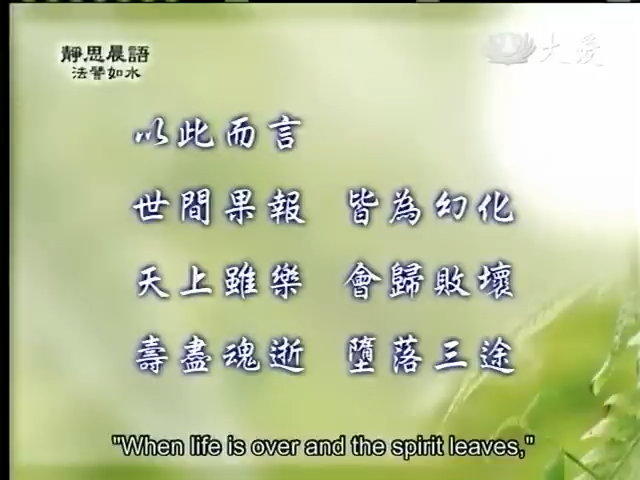 靜思晨語
法譬如水
大愛
以此而言
世間果報 皆為幻化
天上雖樂 會歸敗壞
壽盡魂逝 墮落三途
"When life is over and the spirit leaves,"